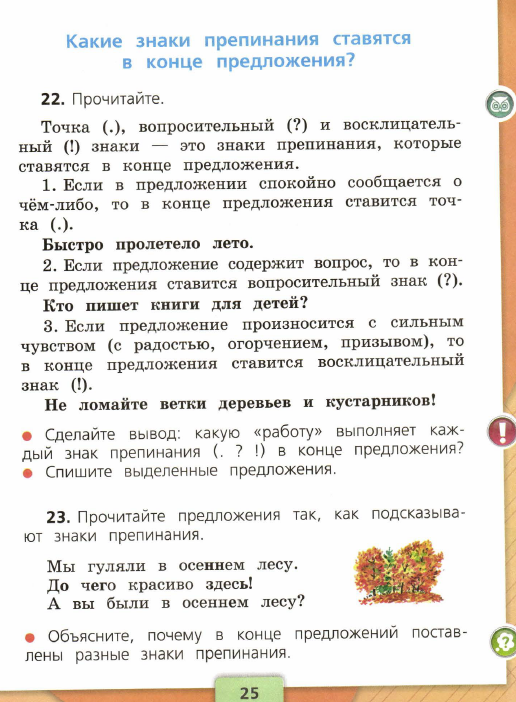 Какие знаки препинания ставятся
в конце предложения?
22. Прочитайте.
Точка (.), вопросительный (?) и восклицатель-
ный (!) знаки — это знаки препинания, которые
ставятся в конце предложения.
1. Если в предложении спокойно сообщается о
чём-либо, то в конце предложения ставится точ-
ка (.).
Быстро пролетело лето.
2. Если предложение содержит вопрос, то в кон-
це предложения ставится вопросительный знак (?).
Кто пишет книги для детей?
3. Если предложение произносится с сильным
чувством (с радостью, огорчением, призывом), то
в конце предложения ставится восклицательный
знак (!).
Не ломайте ветки деревьев и кустарников!
● Сделайте вывод: какую «работу» выполняет каж-
дый знак препинания (. ? !) в конце предложения?
● Спишите выделенные предложения.
23. Прочитайте предложения так, как подсказыва-
ют знаки препинания.
Мы гуляли в осеннем лесу.
До чего красиво здесь!
А вы были в осеннем лесу?
● Объясните, почему в конце предложений постав-
лены разные знаки препинания.
25